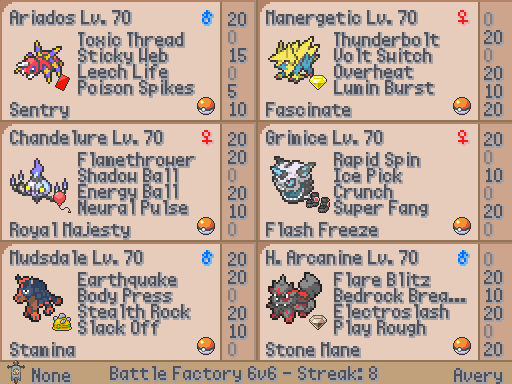 Ariados Lv. 70
Toxic Thread
Sticky Web
Leech Life
Poison Spikes
Sentry
20
0
15
0
5
10
Manergetic Lv. 70
Thunderbolt
Volt Switch
Overheat
Lumin Burst
Fascinate
0
20
0
20
10
0
Chandelure Lv. 70
Flamethrower
Shadow Ball
Energy Ball
Neural Pulse
Royal Majesty
20
20
0
20
10
0
Grimice Lv. 70
Rapid Spin
Ice Pick
Crunch
Super Fang
Flash Freeze
0
0
10
0
20
20
Mudsdale Lv. 70
Earthquake
Body Press
Stealth Rock
Slack Off
Stamina
20
20
0
20
10
0
H. Arcanine Lv. 70
Flare Blitz
Bedrock Brea...
Electroslash
Play Rough
Stone Mane
20
10
0
20
0
20
None
Battle Factory 6v6 - Streak: 8
Avery